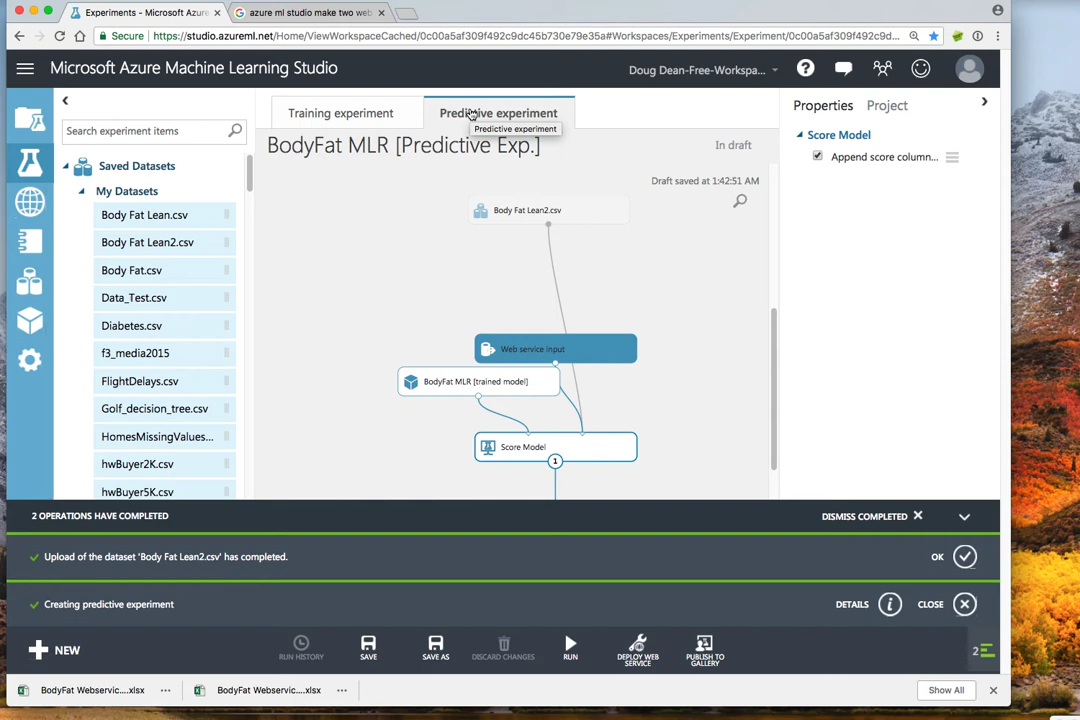 Experiments - Microsoft Azure
azure ml studio make two web
Secure
https://studio.azureml.net/Home/ViewWorkspaceCached/0c00a5af309f492c9dc45b730e79e35a#Workspaces/Experiments/Experiment/0c00a5af309f492c9d...
Microsoft Azure Machine Learning Studio
Doug Dean-Free-Workspa...
Search experiment items
Saved Datasets
My Datasets
Body Fat Lean.csv
Body Fat Lean2.csv
Body Fat.csv
Data_Test.csv
Diabetes.csv
f3_media2015
FlightDelays.csv
Golf_decision_tree.csv
HomesMissingValues...
hwBuyer2K.csv
hwBuyer5K.csv
Training experiment
Predictive experiment
Predictive experiment
BodyFat MLR [Predictive Exp.]
In draft
Draft saved at 1:42:51 AM
Body Fat Lean2.csv
Web service input
BodyFat MLR [trained model]
Score Model
1
Properties
Project
Score Model
Append score column...
2 OPERATIONS HAVE COMPLETED
DISMISS COMPLETED
Upload of the dataset 'Body Fat Lean2.csv' has completed.
OK
Creating predictive experiment
DETAILS
CLOSE
NEW
RUN HISTORY
SAVE
SAVE AS
DISCARD CHANGES
RUN
DEPLOY WEB
SERVICE
PUBLISH TO
GALLERY
2
BodyFat Webservic....xlsx
BodyFat Webservic....xlsx
Show All